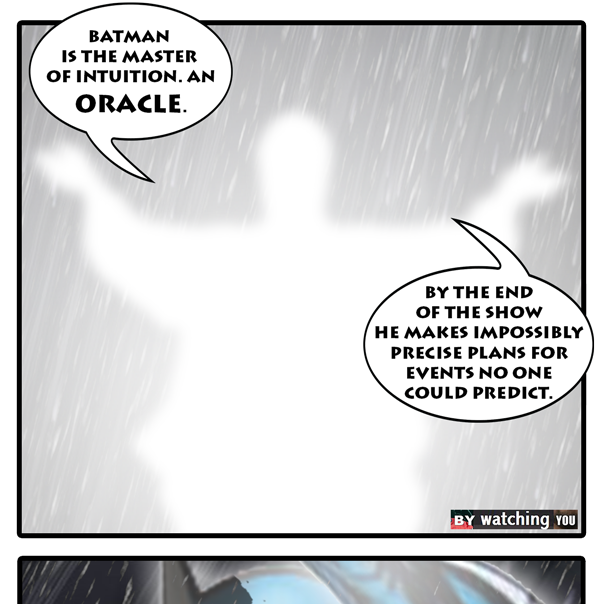 BATMAN
IS THE MASTER
OF INTUITION. AN
ORACLE.
BY THE END
OF THE SHOW
HE MAKES IMPOSSIBLY
PRECISE PLANS FOR
EVENTS NO ONE
COULD PREDICT.
BY watching YOU